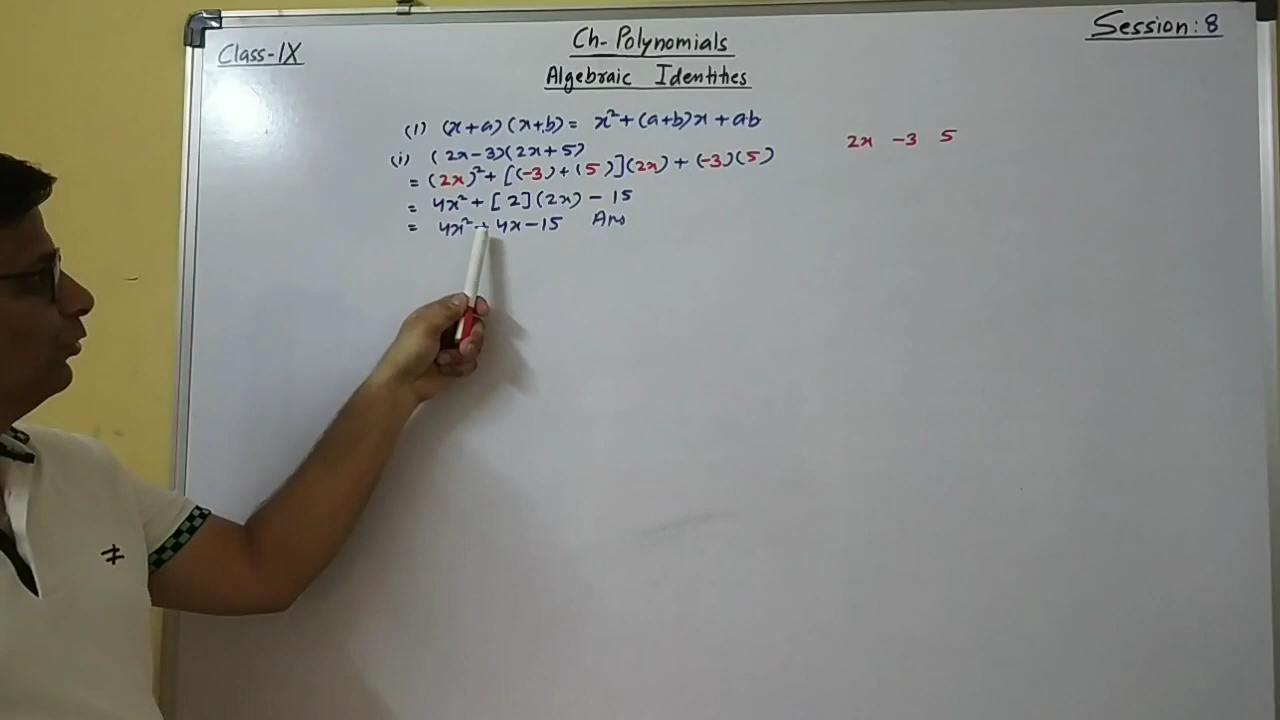 Class-IX
Ch-Polynomials
Session:8
Algebraic Identities
(1) (x+a)(x+b)= x²+(a+b)x+ab
(i) (2x-3)(2x+5)
2x -3 5
= (2x)²+[(-3)+(5)](2x)+(-3)(5)
= 4x²+[2](2x)-15
= 4x²+4x-15 Ans